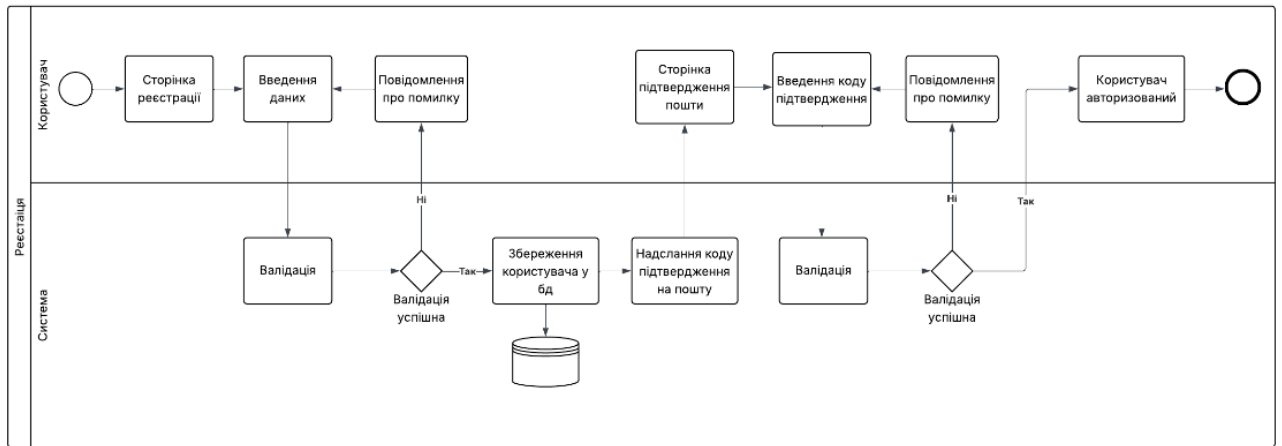 Реєстаіця
Користувач
Система
Сторінка
реєстрації
Введення
даних
Повідомлення
про помилку
Сторінка
підтвердження
пошти
Введення коду
підтвердження
Повідомлення
про помилку
Користувач
авторизований
Ні
Ні
Так
Валідація
Валідація
успішна
Так
Збереження
користувача у
бд
Надслання коду
підтвердження
на пошту
Валідація
Валідація
успішна